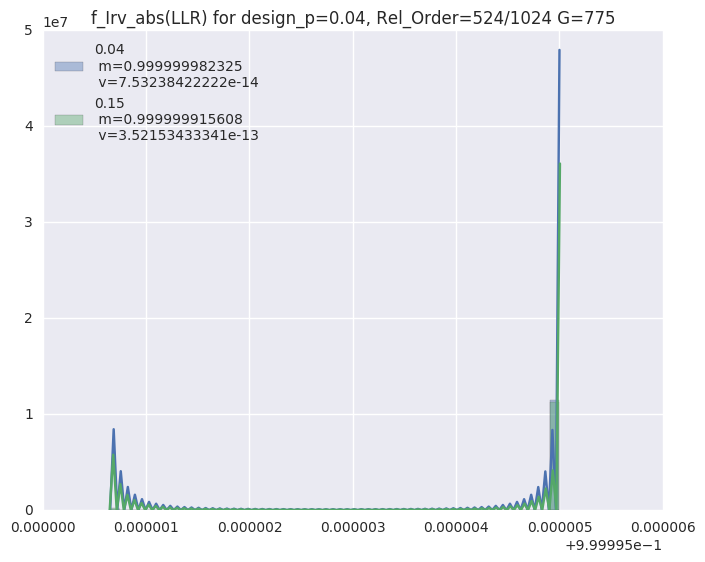 f_Irv_abs(LLR) for design_p=0.04, Rel_Order=524/1024 G=775
1e7
5
4
3
2
1
0
0.04
m=0.999999982325
v=7.53238422222e-14
0.15
m=0.999999915608
v=3.52153433341e-13
0.000000 0.000001 0.000002 0.000003 0.000004 0.000005 0.000006
+9.99995e−1